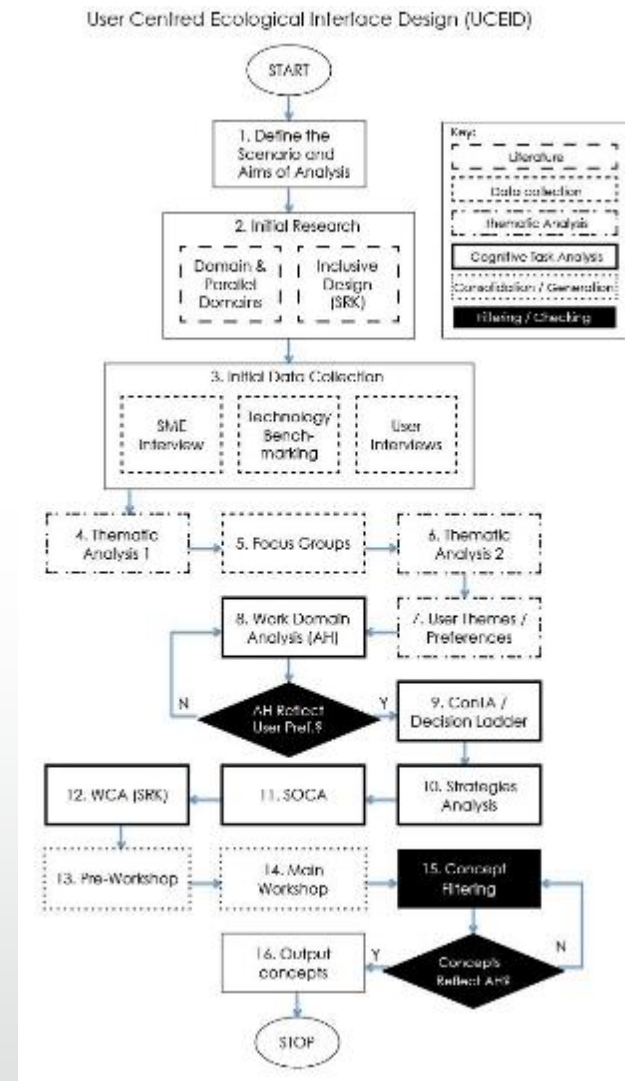 User Centred Ecological Interface Design (UCEID)
START
1. Define the
Scenario and
Aims of Analysis
Key:
Literature
Data collection
Thematic Analysis
Cognitive Task Analysis
Consolidation / Generation
Filtering / Checking
2. Initial Research
Domain &
Parallel
Domains
Inclusive
Design
(SRK)
3. Initial Data Collection
SME
Interview
Technology
Bench-
marking
User
Interviews
4. Thematic
Analysis 1
5. Focus Groups
6. Thematic
Analysis 2
7. User Themes /
Preferences
8. Work Domain
Analysis (AH)
N
AH Reflect
User Pref.?
Y
9. ConTA /
Decision Ladder
10. Strategies
Analysis
11. SOCA
12. WCA (SRK)
13. Pre-Workshop
14. Main
Workshop
15. Concept
Filtering
16. Output
concepts
Y
Concepts
Reflect AH?
N
STOP